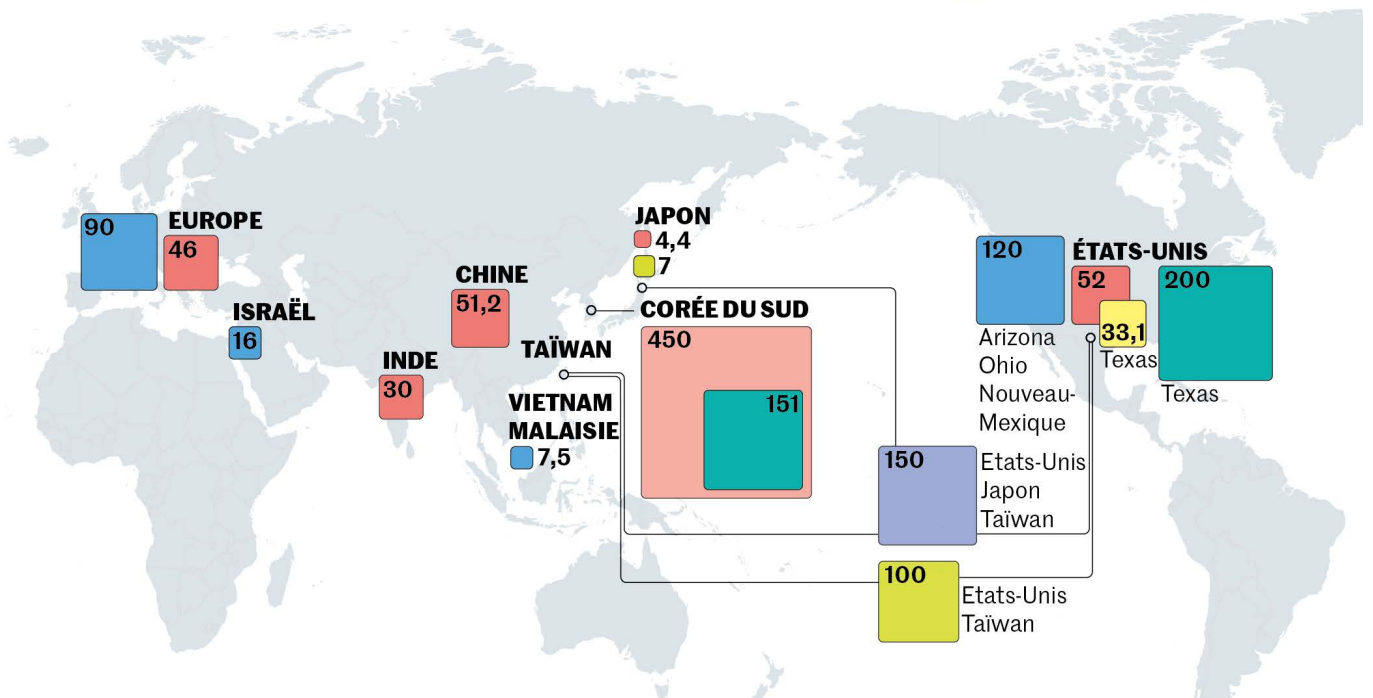 90
EUROPE
46
ISRAËL
16
CHINE
51,2
INDE
30
TAÏWAN
VIETNAM
MALAISIE
7,5
JAPON
4,4
7
CORÉE DU SUD
450
151
120
ÉTATS-UNIS
52
200
33,1
Arizona
Ohio
Nouveau-
Mexique
Texas
Texas
150
Etats-Unis
Japon
Taïwan
100
Etats-Unis
Taïwan